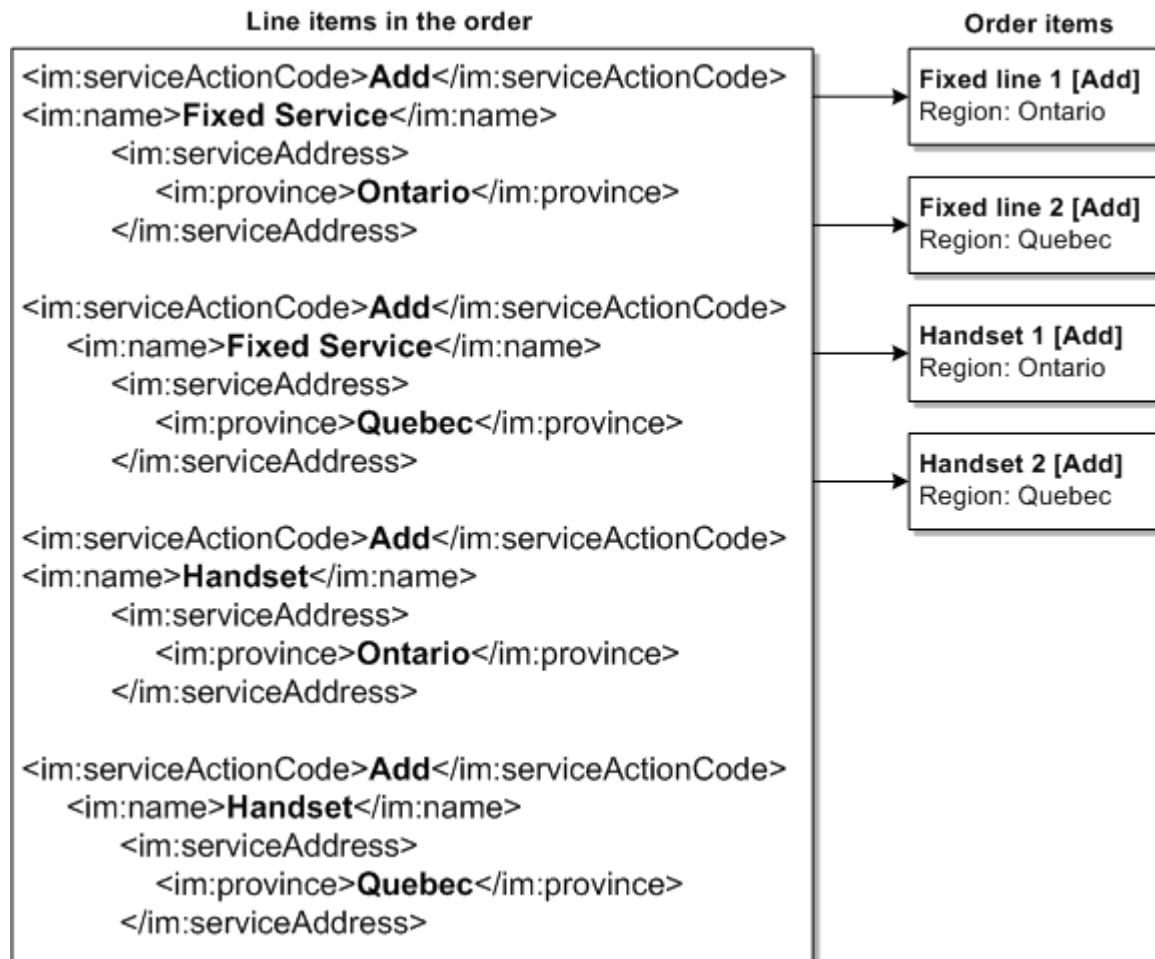 Line items in the order
<im:serviceActionCode>Add</im:serviceActionCode>
<im:name>Fixed Service</im:name>
<im:serviceAddress>
<im:province>Ontario</im:province>
</im:serviceAddress>
<im:serviceActionCode>Add</im:serviceActionCode>
<im:name>Fixed Service</im:name>
<im:serviceAddress>
<im:province>Quebec</im:province>
</im:serviceAddress>
<im:serviceActionCode>Add</im:serviceActionCode>
<im:name>Handset</im:name>
<im:serviceAddress>
<im:province>Ontario</im:province>
</im:serviceAddress>
<im:serviceActionCode>Add</im:serviceActionCode>
<im:name>Handset</im:name>
<im:serviceAddress>
<im:province>Quebec</im:province>
</im:serviceAddress>
Order items
Fixed line 1 [Add]
Region: Ontario
Fixed line 2 [Add]
Region: Quebec
Handset 1 [Add]
Region: Ontario
Handset 2 [Add]
Region: Quebec